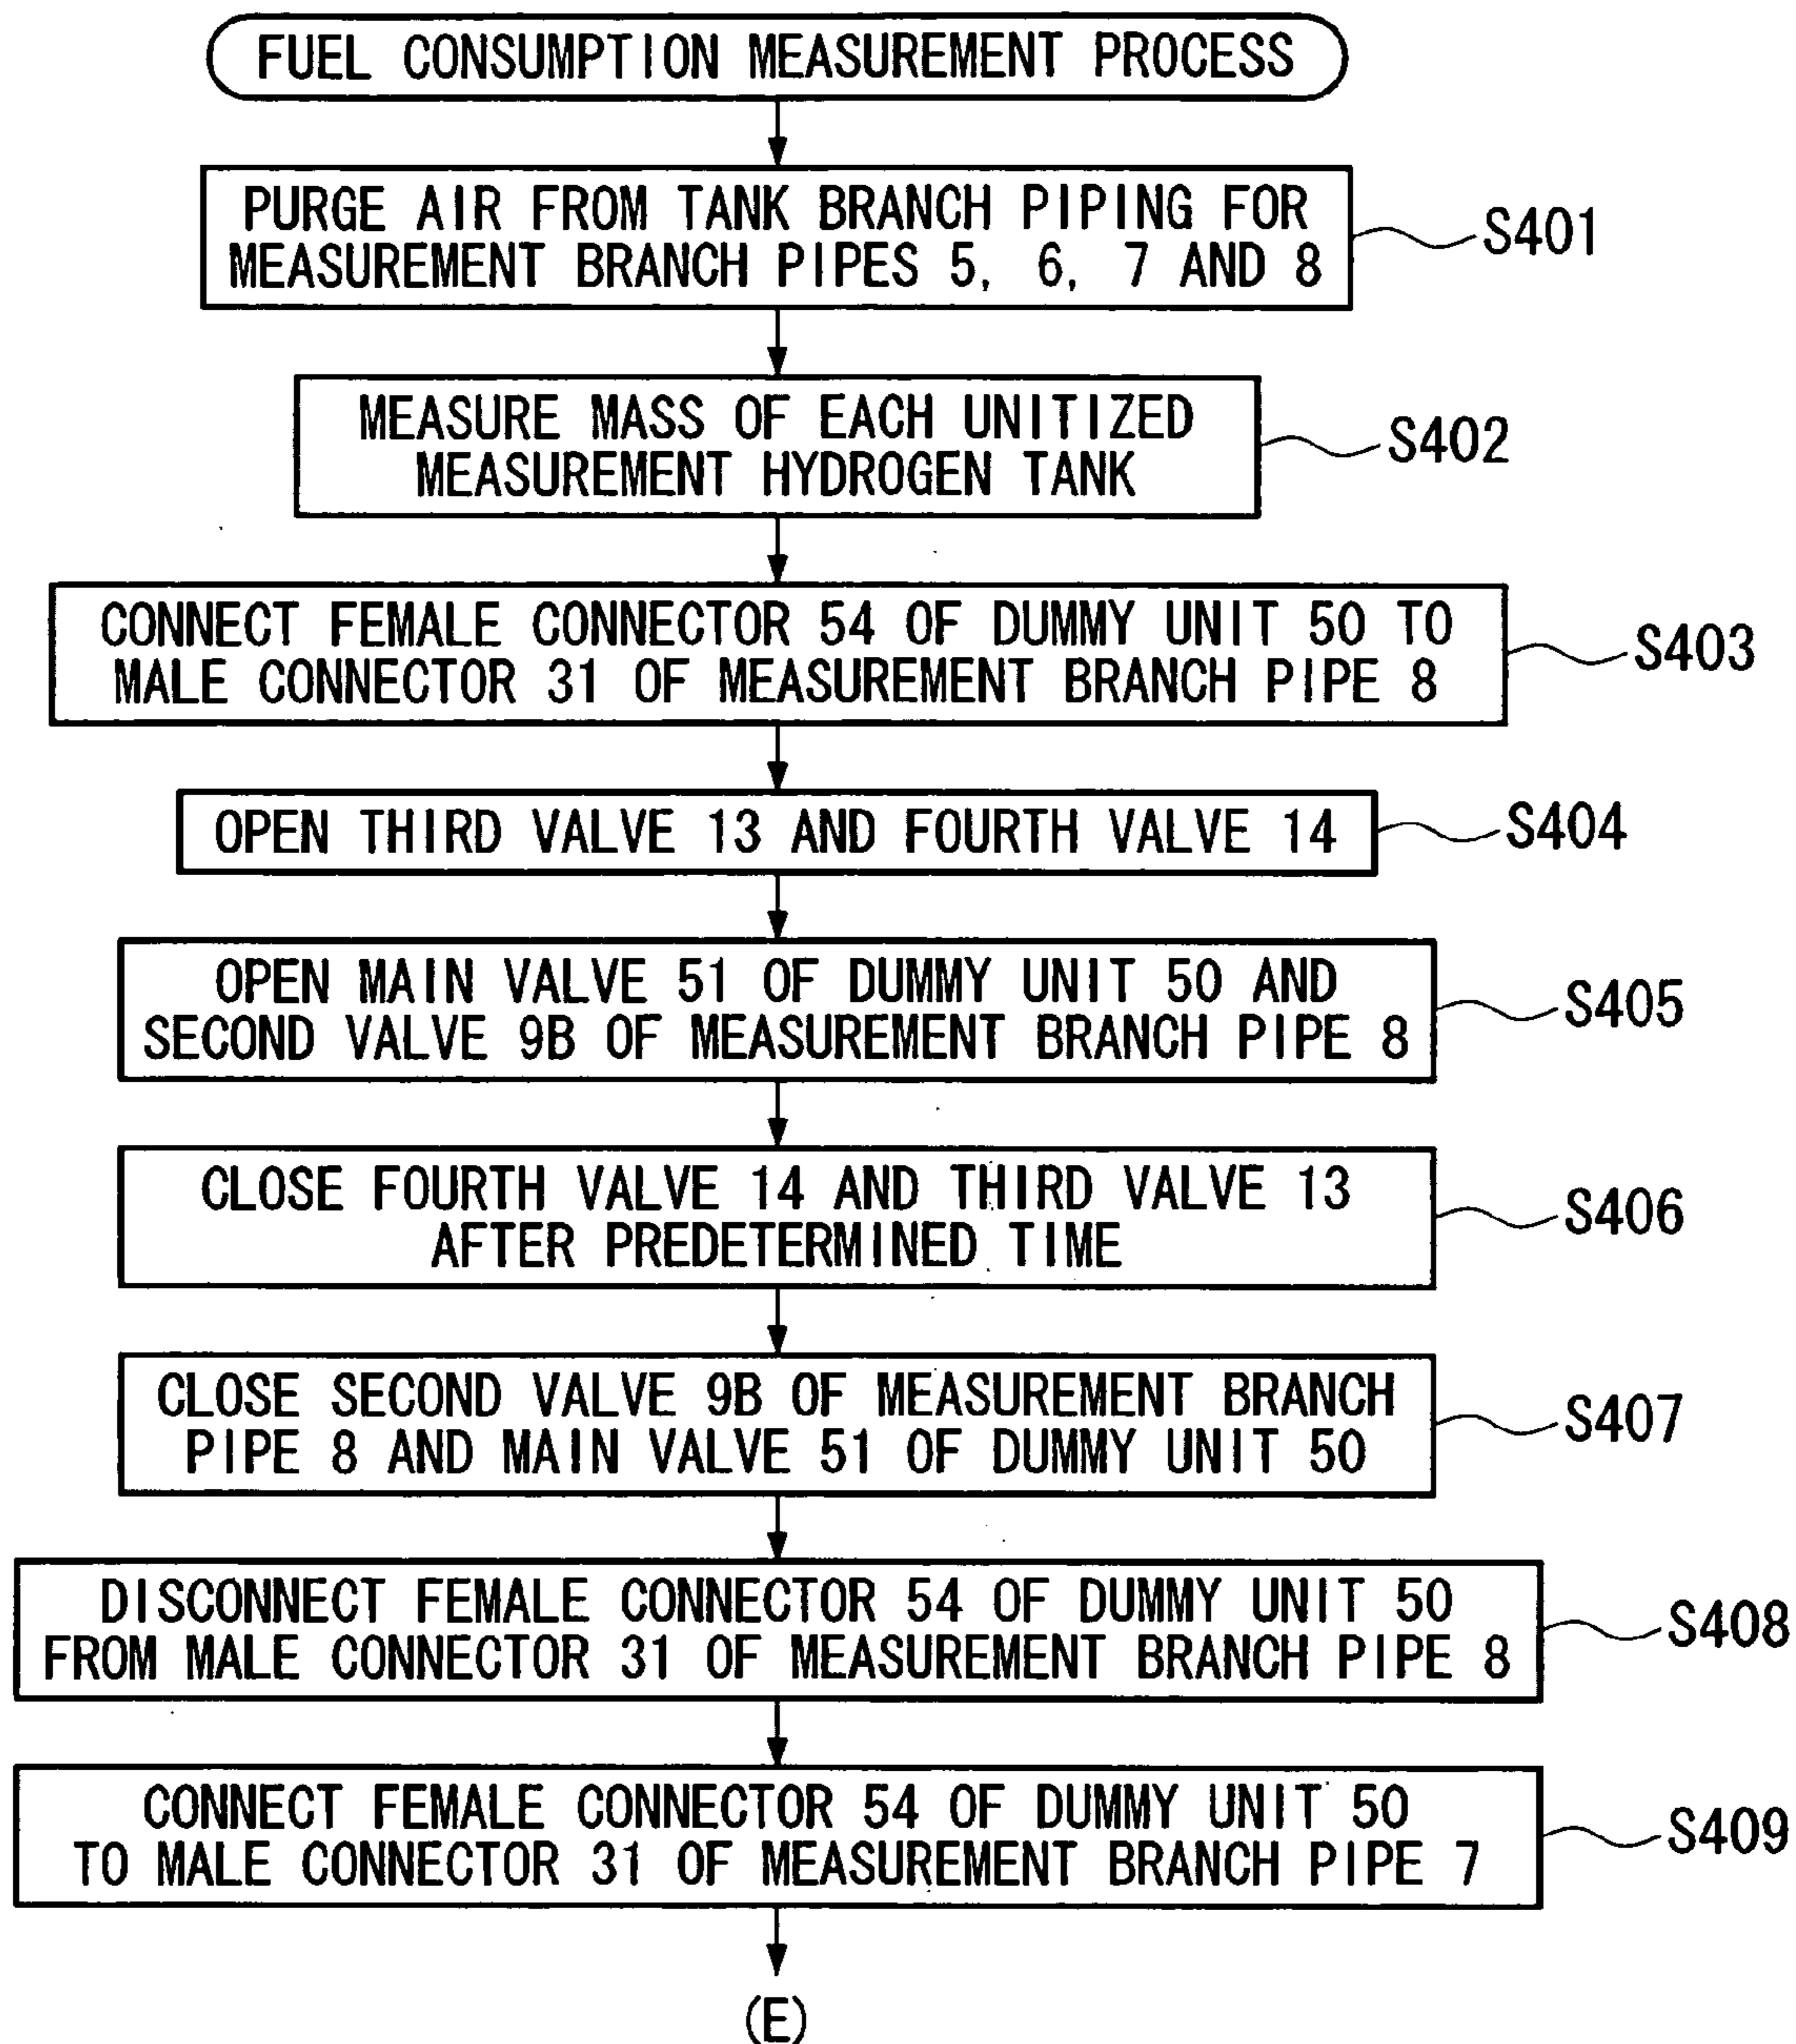 FUEL CONSUMPTION MEASUREMENT PROCESS
PURGE AIR FROM TANK BRANCH PIPING FOR
MEASUREMENT BRANCH PIPES 5, 6, 7 AND 8
S401
MEASURE MASS OF EACH UNITIZED
MEASUREMENT HYDROGEN TANK
S402
CONNECT FEMALE CONNECTOR 54 OF DUMMY UNIT 50 TO
MALE CONNECTOR 31 OF MEASUREMENT BRANCH PIPE 8
S403
OPEN THIRD VALVE 13 AND FOURTH VALVE 14
S404
OPEN MAIN VALVE 51 OF DUMMY UNIT 50 AND
SECOND VALVE 9B OF MEASUREMENT BRANCH PIPE 8
S405
CLOSE FOURTH VALVE 14 AND THIRD VALVE 13
AFTER PREDETERMINED TIME
S406
CLOSE SECOND VALVE 9B OF MEASUREMENT BRANCH
PIPE 8 AND MAIN VALVE 51 OF DUMMY UNIT 50
S407
DISCONNECT FEMALE CONNECTOR 54 OF DUMMY UNIT 50
FROM MALE CONNECTOR 31 OF MEASUREMENT BRANCH PIPE 8
S408
CONNECT FEMALE CONNECTOR 54 OF DUMMY UNIT 50
TO MALE CONNECTOR 31 OF MEASUREMENT BRANCH PIPE 7
S409
(E)